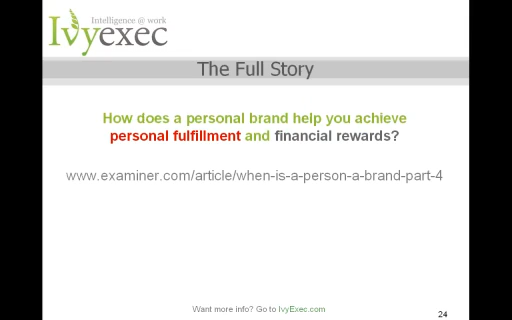 Intelligence @ work
Ivyexec
The Full Story
How does a personal brand help you achieve
personal fulfillment and financial rewards?
www.examiner.com/article/when-is-a-person-a-brand-part-4
Want more info? Go to IvyExec.com
24